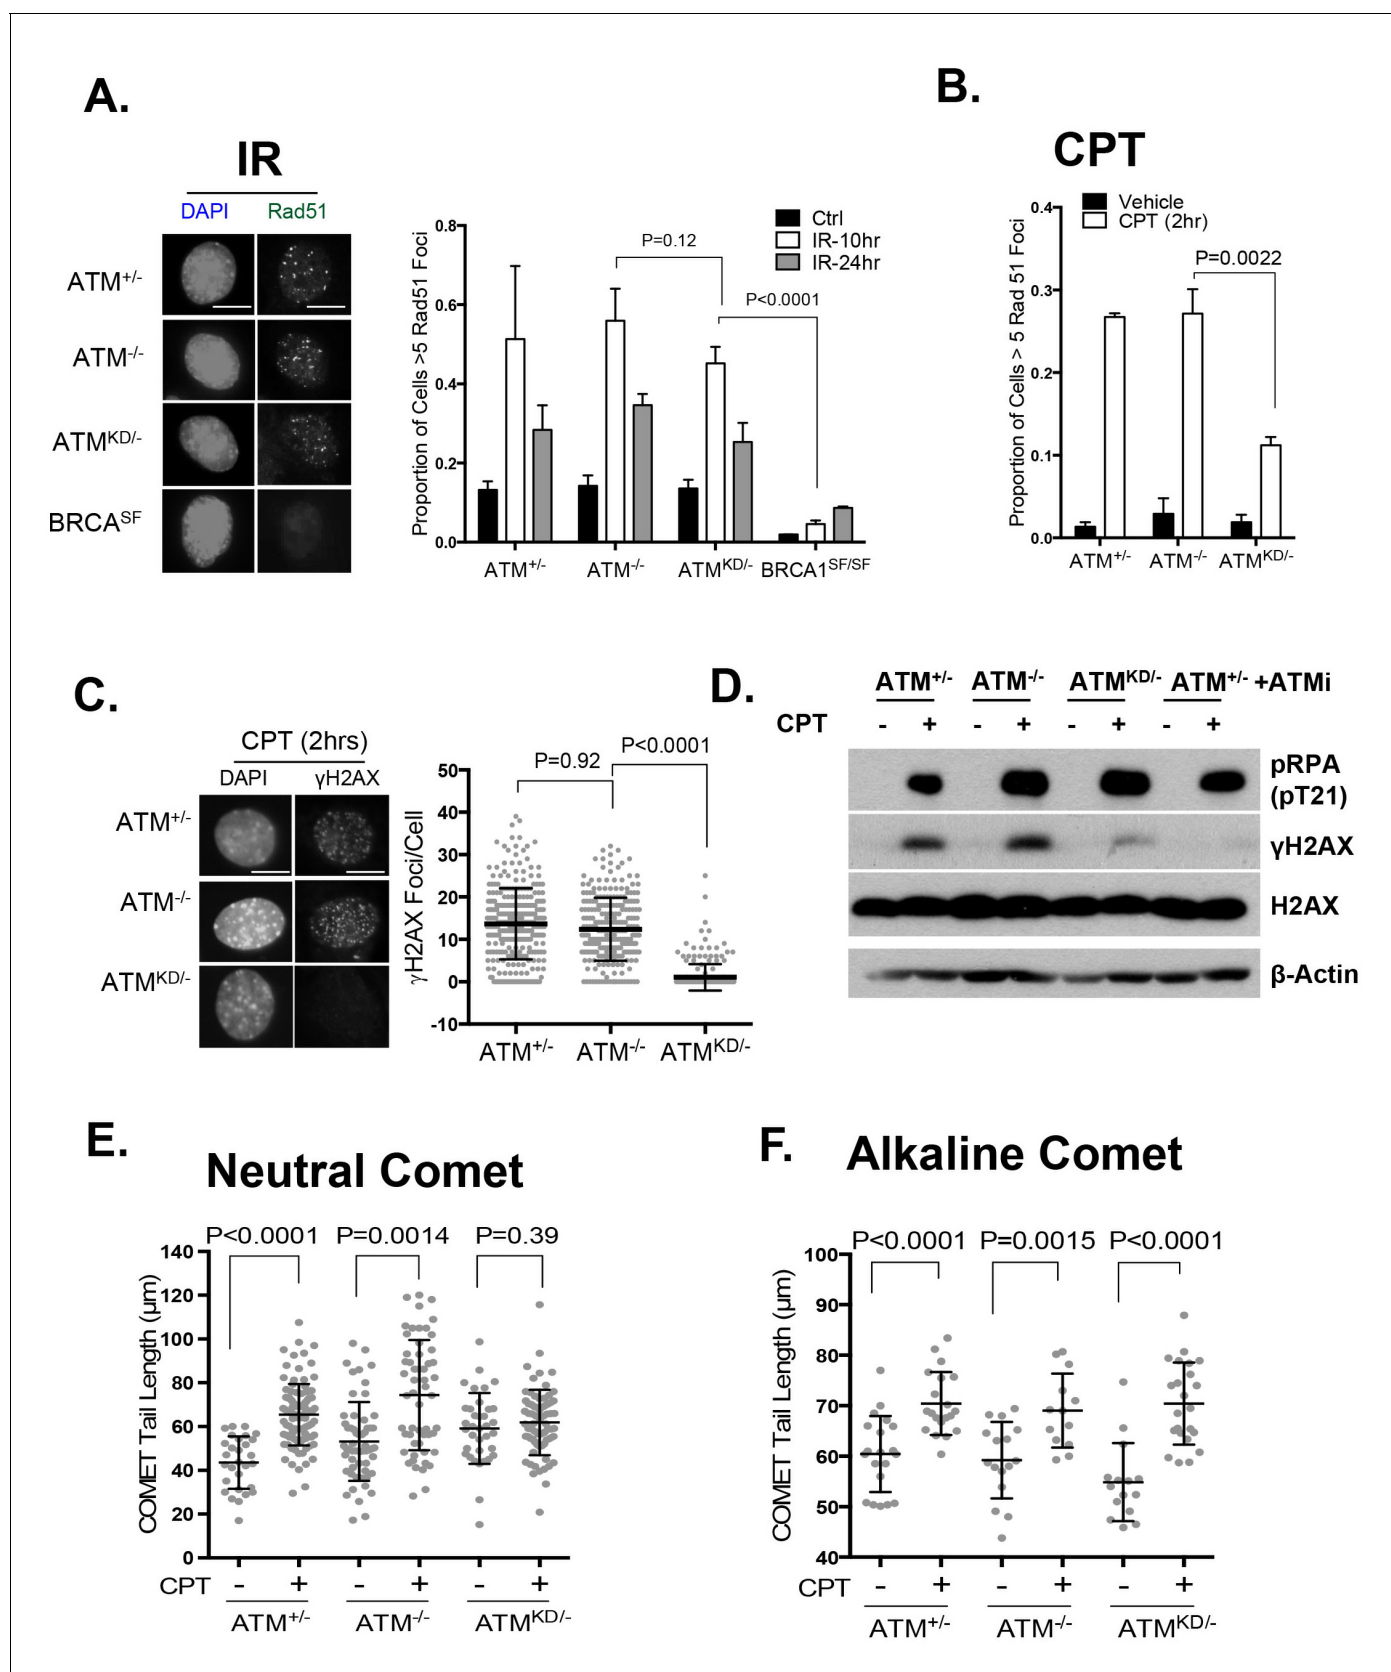 A.
IR
DAPI Rad51
ATM+/-
ATM-/-
ATMKD/-
BRCASF
Proportion of Cells >5 Rad51 Foci
0.8
0.6
0.4
0.2
0.0
P=0.12
P<0.0001
Ctrl
IR-10hr
IR-24hr
ATM+/- ATM-/- ATMKD/- BRCA1SF/SF
B.
CPT
Vehicle
CPT (2hr)
P=0.0022
Proportion of Cells > 5 Rad 51 Foci
0.4
0.3
0.2
0.1
0.0
ATM+/- ATM-/- ATMKD/-
C.
CPT (2hrs)
DAPI γH2AX
ATM+/-
ATM-/-
ATMKD/-
P=0.92
P<0.0001
γH2AX Foci/Cell
50
40
30
20
10
0
-10
ATM+/- ATM-/- ATMKD/-
D.
ATM+/- ATM-/- ATMKD/- ATM+/- +ATMi
CPT - + - + - + - +
pRPA
(pT21)
γH2AX
H2AX
β-Actin
E.
Neutral Comet
P<0.0001 P=0.0014 P=0.39
COMET Tail Length (μm)
140
120
100
80
60
40
20
0
CPT - + - + - +
ATM+/- ATM-/- ATMKD/-
F.
Alkaline Comet
P<0.0001 P=0.0015 P<0.0001
COMET Tail Length (μm)
100
90
80
70
60
50
40
CPT - + - + - +
ATM+/- ATM-/- ATMKD/-